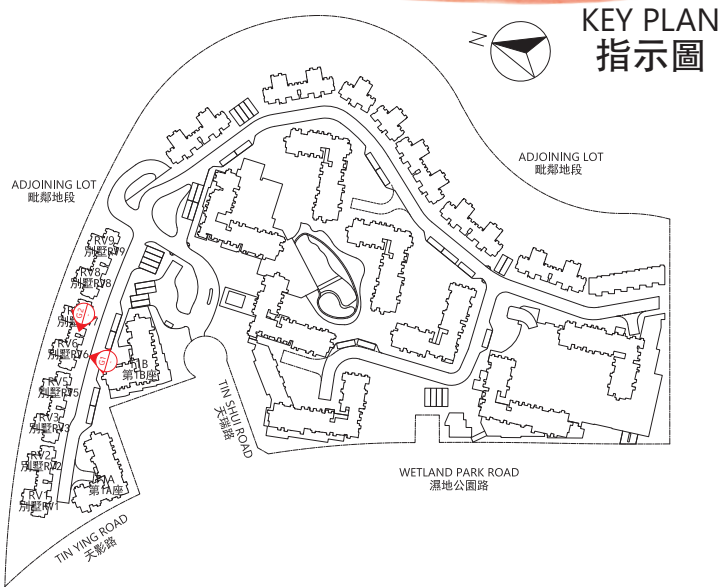 KEY PLAN
指示圖
N
ADJOINING LOT
毗鄰地段
ADJOINING LOT
毗鄰地段
RV9
別墅RV9
RV8
別墅RV8
別墅
G2
RV6
別墅RV6
G1
第1B座
RV5
別墅RV5
RV3
別墅RV3
RV2
別墅RV2
第1A座
RV1
別墅RV1
TIN SHUI ROAD
天瑞路
TIN YING ROAD
天影路
WETLAND PARK ROAD
濕地公園路